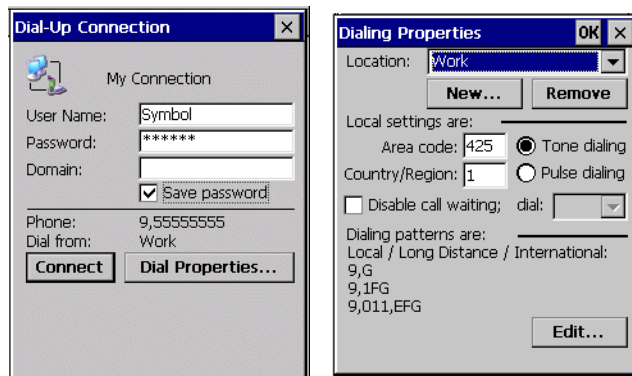 Dial-Up Connection
My Connection
User Name: Symbol
Password: ******
Domain:
Save password
Phone: 9,55555555
Dial from: Work
Connect Dial Properties...
Dialing Properties OK
Location: Work
New... Remove
Local settings are:
Area code: 425 Tone dialing
Country/Region: 1 Pulse dialing
Disable call waiting; dial:
Dialing patterns are:
Local / Long Distance / International:
9,G
9,1FG
9,011,EFG
Edit...